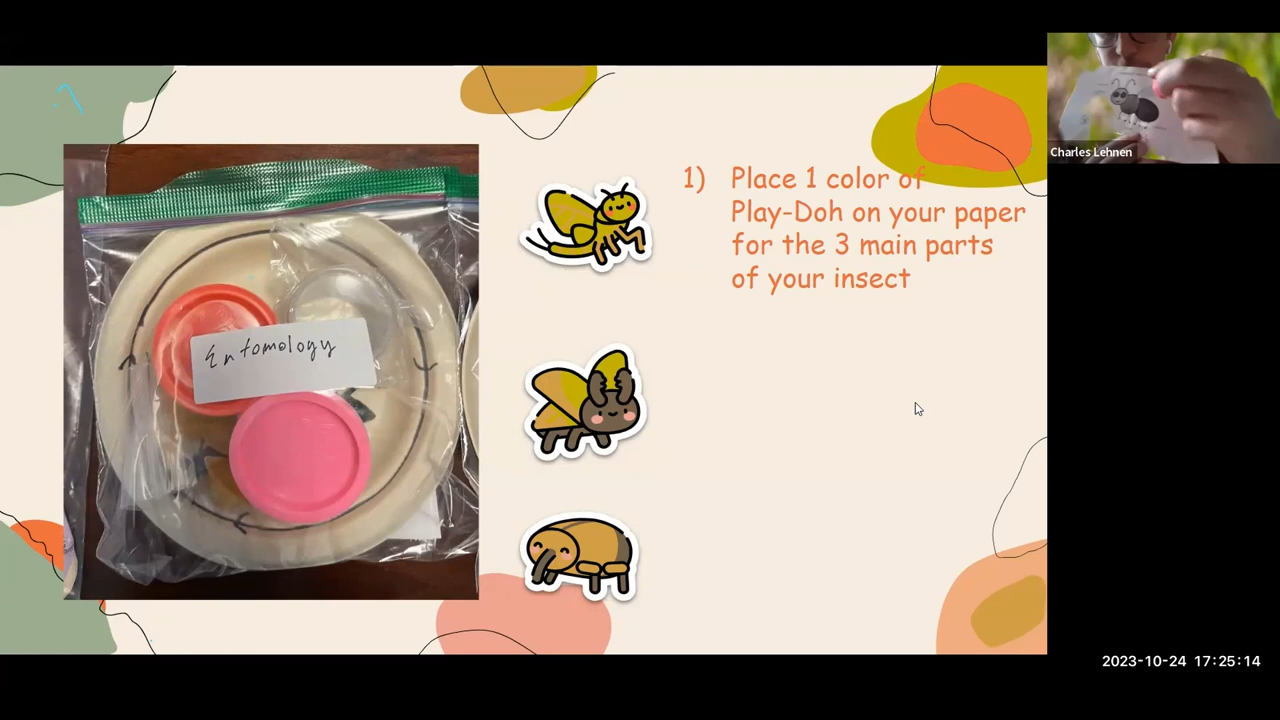 Entomology
1) Place 1 color of
Play-Doh on your paper
for the 3 main parts
of your insect
Charles Lehnen
2023-10-24 17:25:14